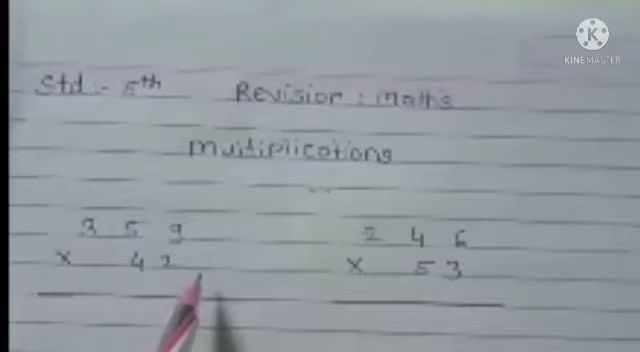 K
KINEMASTER
Std :- 5th Revision : maths
multiplications
3 5 9 2 4 6
x 4 2 x 5 3